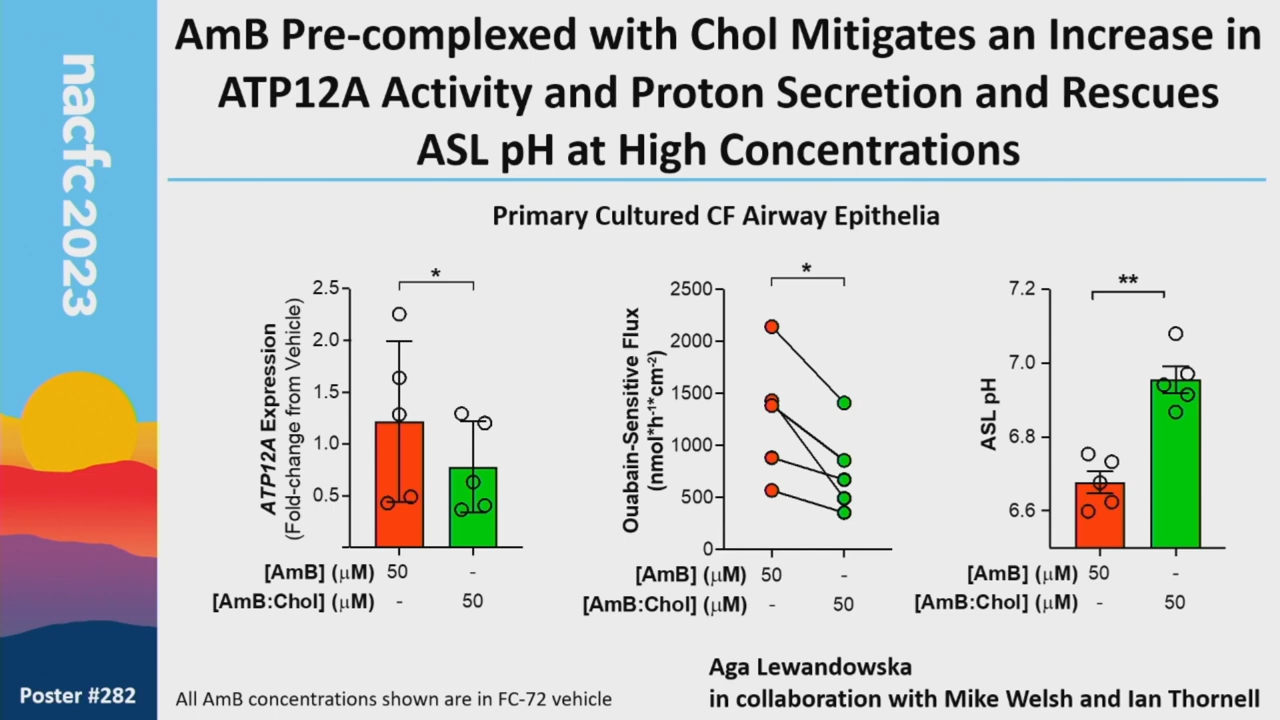 AmB Pre-complexed with Chol Mitigates an Increase in
ATP12A Activity and Proton Secretion and Rescues
ASL pH at High Concentrations
nacfc 2023
Primary Cultured CF Airway Epithelia
ATP12A Expression
(Fold-change from Vehicle)
2.5
2.0
1.5
1.0
0.5
*
[AmB] (μM) 50 -
[AmB:Chol] (μM) - 50
Ouabain-Sensitive Flux
(nmol*h⁻¹*cm⁻²)
2500
2000
1500
1000
500
0
*
[AmB] (μM) 50 -
[AmB:Chol] (μM) - 50
ASL pH
7.2
7.0
6.8
6.6
**
[AmB] (μM) 50 -
[AmB:Chol] (μM) - 50
Aga Lewandowska
in collaboration with Mike Welsh and Ian Thornell
All AmB concentrations shown are in FC-72 vehicle
Poster #282